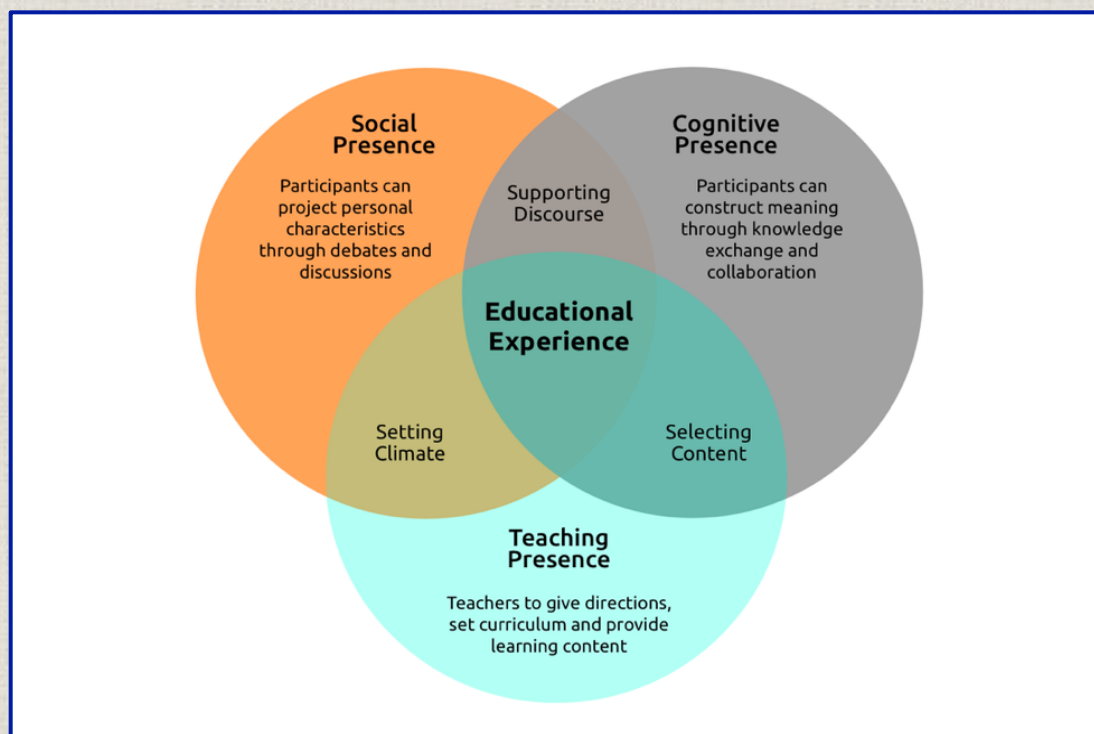 Social
Presence
Participants can
project personal
characteristics
through debates and
discussions
Cognitive
Presence
Participants can
construct meaning
through knowledge
exchange and
collaboration
Supporting
Discourse
Educational
Experience
Setting
Climate
Selecting
Content
Teaching
Presence
Teachers to give directions,
set curriculum and provide
learning content